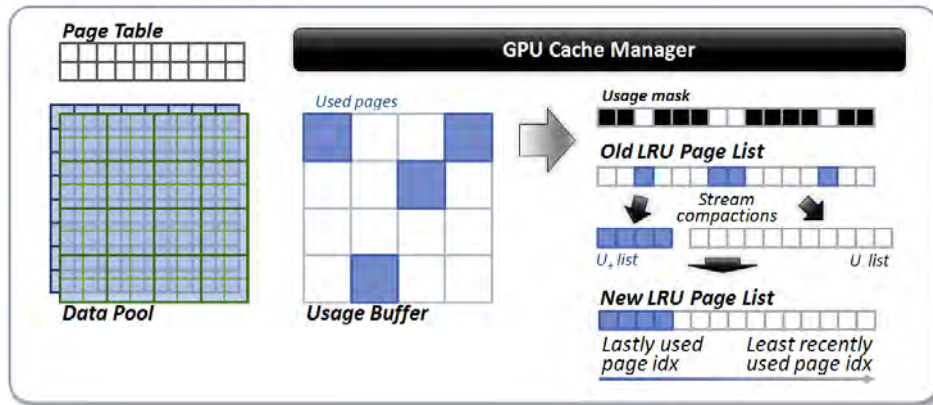 Page Table
GPU Cache Manager
Used pages
Usage mask
Old LRU Page List
Stream
compactions
U+ list
U- list
New LRU Page List
Data Pool
Usage Buffer
Lastly used
page idx
Least recently
used page idx